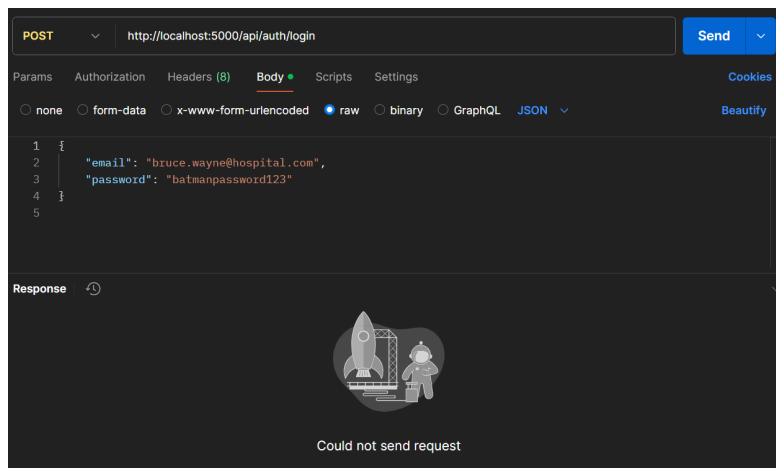 POST http://localhost:5000/api/auth/login Send
Params Authorization Headers (8) Body Scripts Settings Cookies
none form-data x-www-form-urlencoded raw binary GraphQL JSON Beautify
1 {
2 "email": "bruce.wayne@hospital.com",
3 "password": "batmanpassword123"
4 }
5
Response
Could not send request